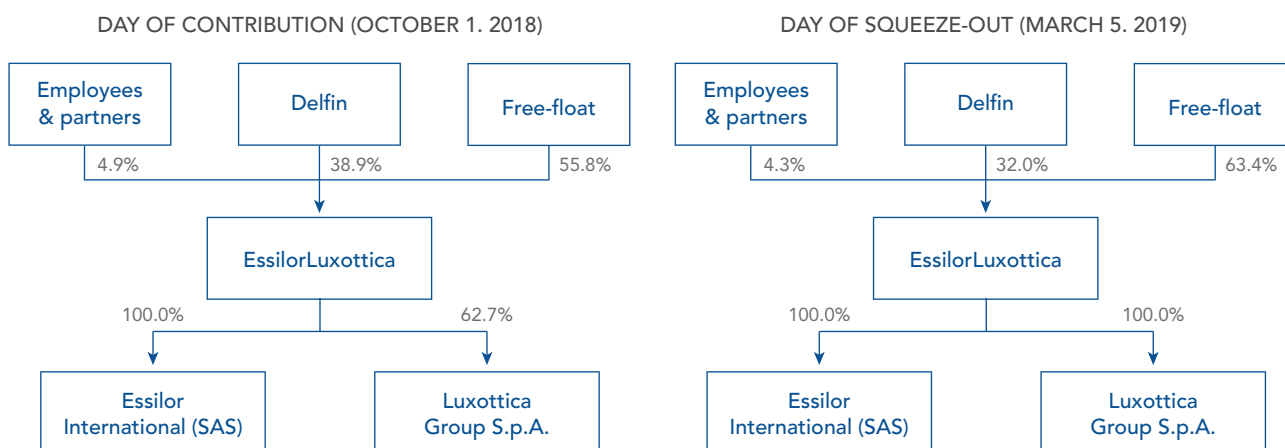 DAY OF CONTRIBUTION (OCTOBER 1. 2018)
Employees
& partners
Delfin
Free-float
4.9%
38.9%
55.8%
EssilorLuxottica
100.0%
62.7%
Essilor
International (SAS)
Luxottica
Group S.p.A.
DAY OF SQUEEZE-OUT (MARCH 5. 2019)
Employees
& partners
Delfin
Free-float
4.3%
32.0%
63.4%
EssilorLuxottica
100.0%
100.0%
Essilor
International (SAS)
Luxottica
Group S.p.A.